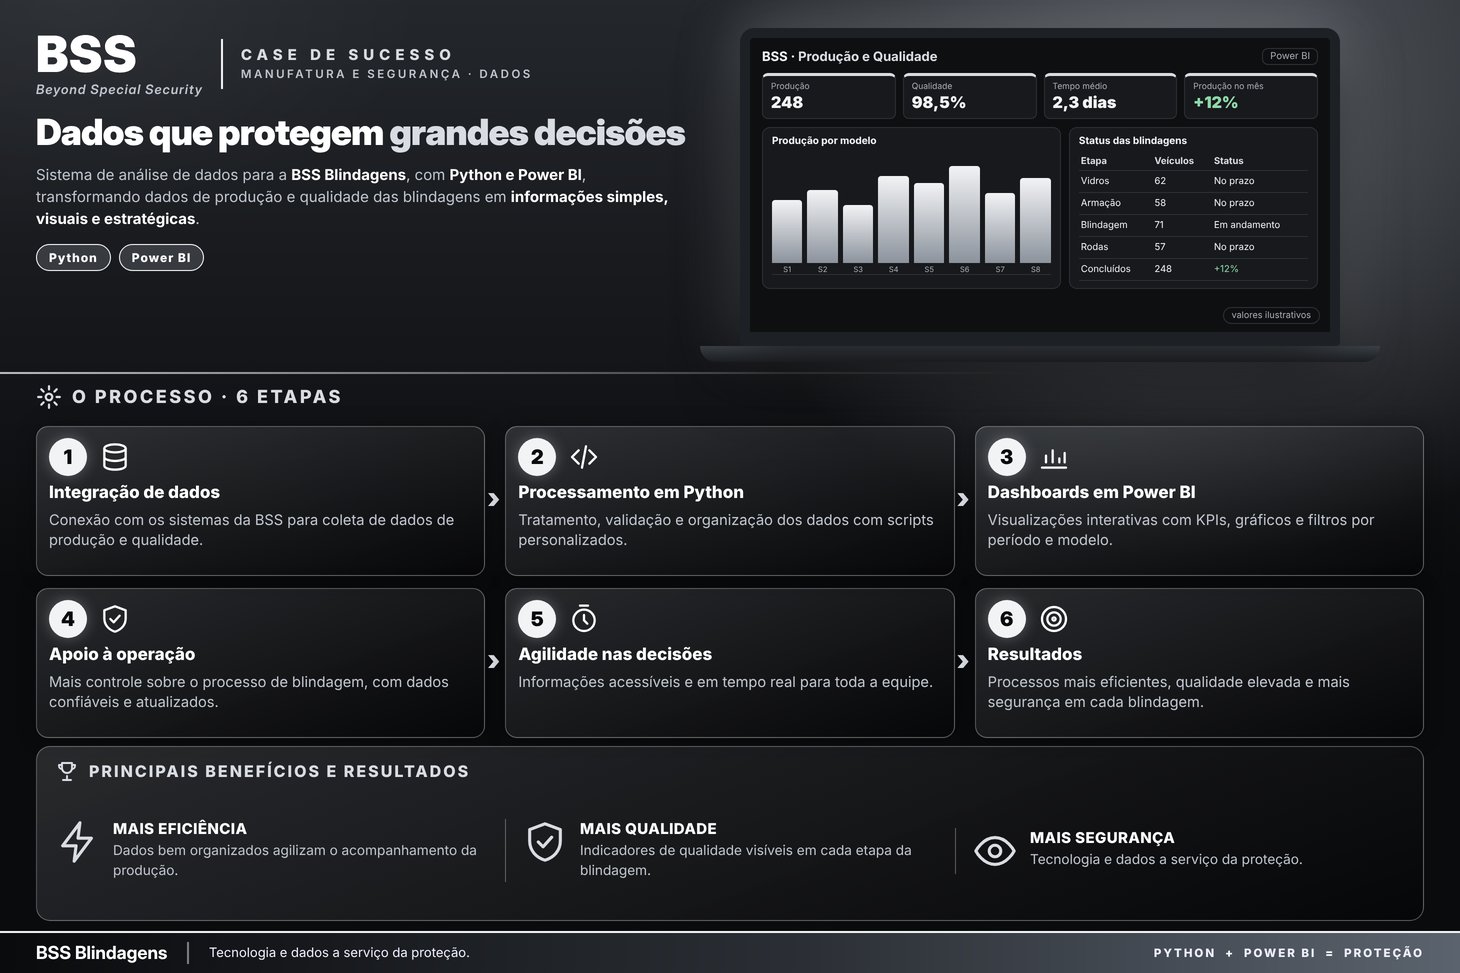 BSS
Beyond Special Security
CASE DE SUCESSO
MANUFATURA E SEGURANÇA · DADOS
Dados que protegem grandes decisões
Sistema de análise de dados para a BSS Blindagens, com Python e Power BI,
transformando dados de produção e qualidade das blindagens em informações simples,
visuais e estratégicas.
Python
Power BI
BSS · Produção e Qualidade
Power BI
Produção
248
Qualidade
98,5%
Tempo médio
2,3 dias
Produção no mês
+12%
Produção por modelo
S1 S2 S3 S4 S5 S6 S7 S8
Status das blindagens
Etapa Veículos Status
Vidros 62 No prazo
Armação 58 No prazo
Blindagem 71 Em andamento
Rodas 57 No prazo
Concluídos 248 +12%
valores ilustrativos
O PROCESSO · 6 ETAPAS
1
Integração de dados
Conexão com os sistemas da BSS para coleta de dados de
produção e qualidade.
›
2
Processamento em Python
Tratamento, validação e organização dos dados com scripts
personalizados.
›
3
Dashboards em Power BI
Visualizações interativas com KPIs, gráficos e filtros por
período e modelo.
4
Apoio à operação
Mais controle sobre o processo de blindagem, com dados
confiáveis e atualizados.
›
5
Agilidade nas decisões
Informações acessíveis e em tempo real para toda a equipe.
›
6
Resultados
Processos mais eficientes, qualidade elevada e mais
segurança em cada blindagem.
PRINCIPAIS BENEFÍCIOS E RESULTADOS
MAIS EFICIÊNCIA
Dados bem organizados agilizam o acompanhamento da
produção.
MAIS QUALIDADE
Indicadores de qualidade visíveis em cada etapa da
blindagem.
MAIS SEGURANÇA
Tecnologia e dados a serviço da proteção.
BSS Blindagens
Tecnologia e dados a serviço da proteção.
PYTHON + POWER BI = PROTEÇÃO